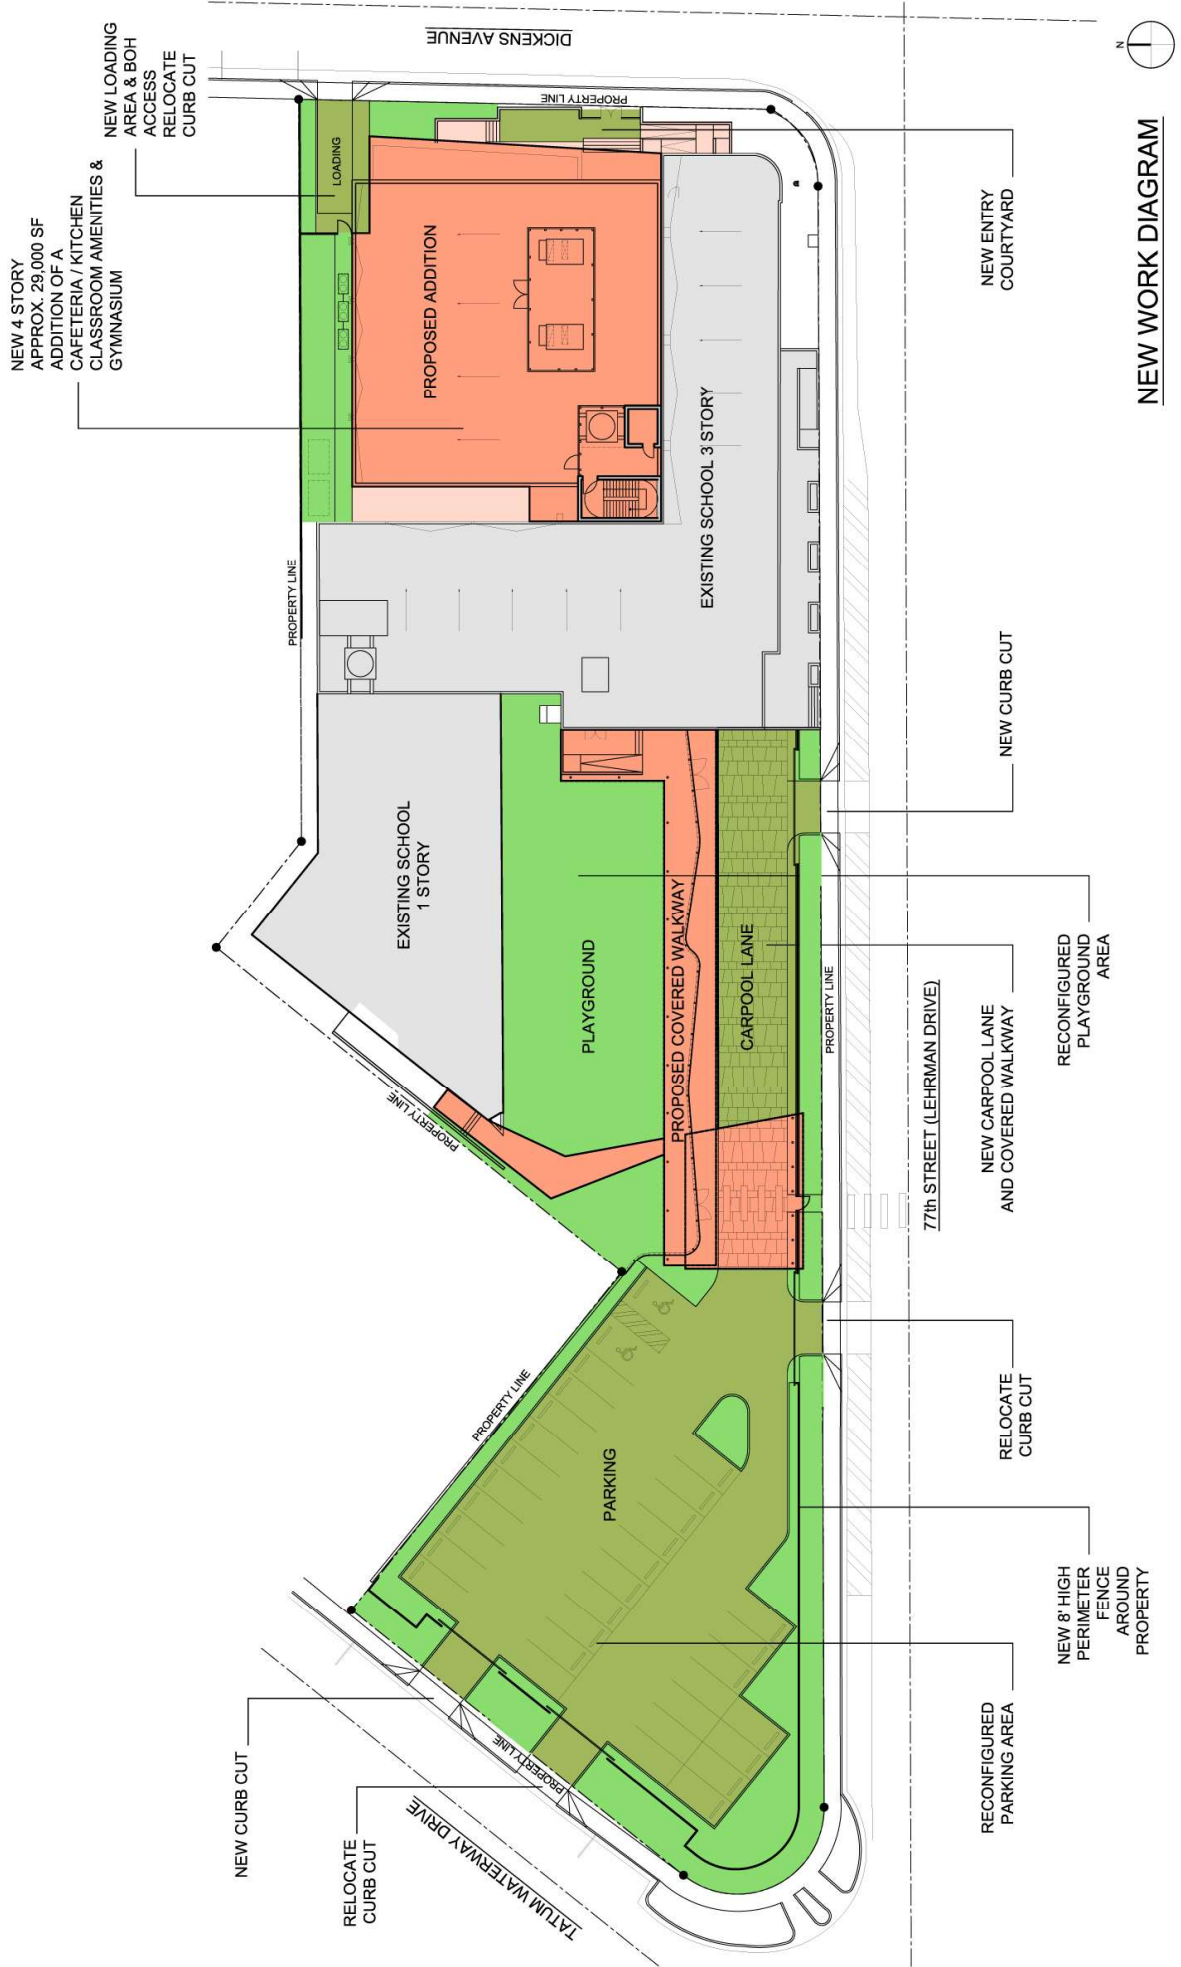 NEW 4 STORY
APPROX. 29,000 SF
ADDITION OF A
CAFETERIA / KITCHEN
CLASSROOM AMENITIES &
GYMNASIUM
NEW LOADING
AREA & BOH
ACCESS
RELOCATE
CURB CUT
DICKENS AVENUE
PROPERTY LINE
LOADING
PROPOSED ADDITION
EXISTING SCHOOL 3 STORY
PROPERTY LINE
EXISTING SCHOOL
1 STORY
PLAYGROUND
PROPOSED COVERED WALKWAY
CARPOOL LANE
PROPERTY LINE
PROPERTY LINE
PROPERTY LINE
PARKING
PROPERTY LINE
NEW CURB CUT
RELOCATE
CURB CUT
TATUM WATERWAY DRIVE
77th STREET (LEHRMAN DRIVE)
RECONFIGURED
PARKING AREA
NEW 8' HIGH
PERIMETER
FENCE
AROUND
PROPERTY
RELOCATE
CURB CUT
NEW CARPOOL LANE
AND COVERED WALKWAY
RECONFIGURED
PLAYGROUND
AREA
NEW CURB CUT
NEW ENTRY
COURTYARD
NEW WORK DIAGRAM
N